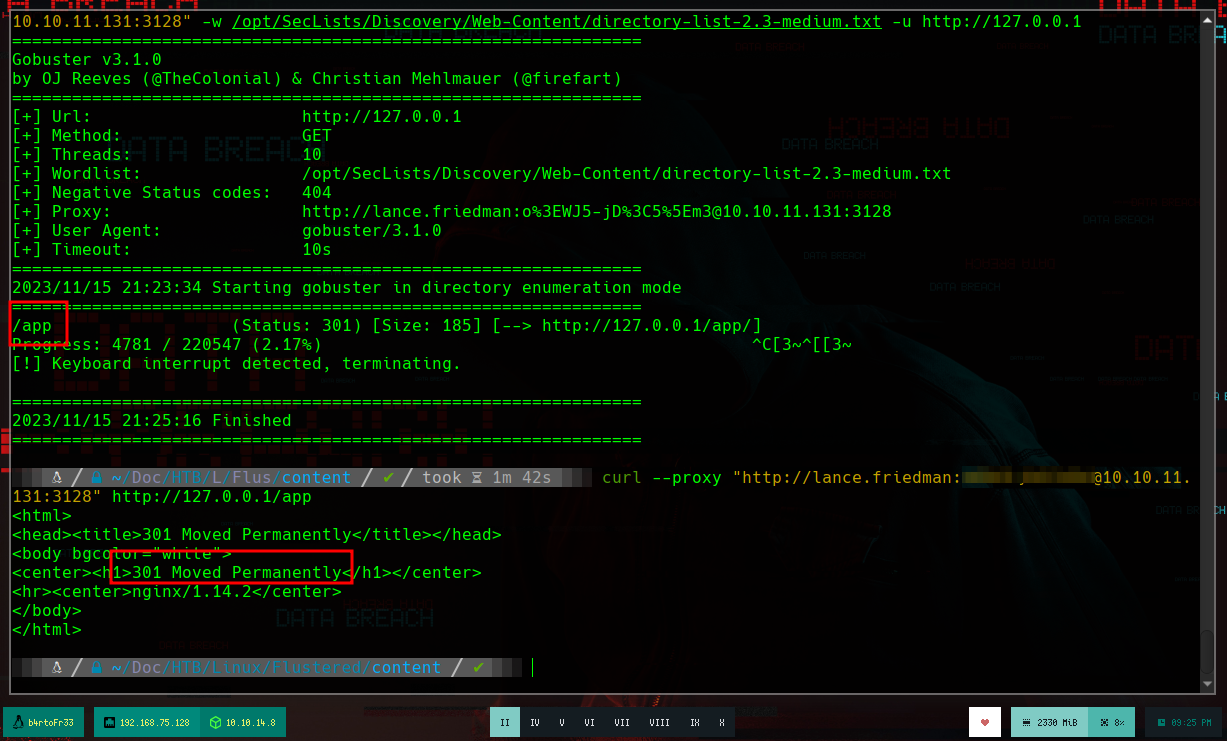 10.10.11.131:3128" -w /opt/SecLists/Discovery/Web-Content/directory-list-2.3-medium.txt -u http://127.0.0.1
===============================================================
Gobuster v3.1.0
by OJ Reeves (@TheColonial) & Christian Mehlmauer (@firefart)
===============================================================
[+] Url:                     http://127.0.0.1
[+] Method:                  GET
[+] Threads:                 10
[+] Wordlist:                /opt/SecLists/Discovery/Web-Content/directory-list-2.3-medium.txt
[+] Negative Status codes:   404
[+] Proxy:                   http://lance.friedman:o%3EWJ5-jD%3C5%5Em3@10.10.11.131:3128
[+] User Agent:              gobuster/3.1.0
[+] Timeout:                 10s
===============================================================
2023/11/15 21:23:34 Starting gobuster in directory enumeration mode
===============================================================
/app                  (Status: 301) [Size: 185] [--> http://127.0.0.1/app/]
Progress: 4781 / 220547 (2.17%)                                           ^C[3~^[[3~
[!] Keyboard interrupt detected, terminating.
===============================================================
2023/11/15 21:25:16 Finished
===============================================================
~/Doc/HTB/L/Flus/content / ✔ / took 1m 42s curl --proxy "http://lance.friedman: @10.10.11.
131:3128" http://127.0.0.1/app
<html>
<head><title>301 Moved Permanently</title></head>
<body bgcolor="white">
<center><h1>301 Moved Permanently</h1></center>
<hr><center>nginx/1.14.2</center>
</body>
</html>
~/Doc/HTB/Linux/Flustered/content / ✔
b4rtoFr33 192.168.75.128 10.10.14.8 II IV V VI VII VIII IX X 2330 MiB 8% 09:25 PM
DATA BREACH